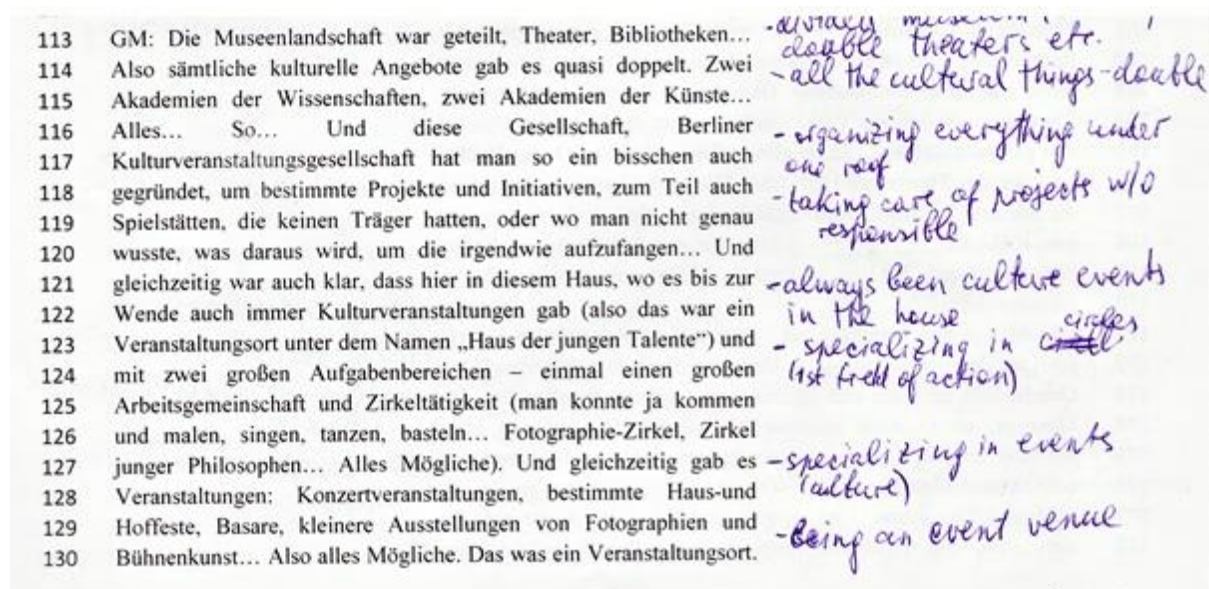 113 GM: Die Museenlandschaft war geteilt, Theater, Bibliotheken…
114 Also sämtliche kulturelle Angebote gab es quasi doppelt. Zwei
115 Akademien der Wissenschaften, zwei Akademien der Künste…
116 Alles… So… Und diese Gesellschaft, Berliner
117 Kulturveranstaltungsgesellschaft hat man so ein bisschen auch
118 gegründet, um bestimmte Projekte und Initiativen, zum Teil auch
119 Spielstätten, die keinen Träger hatten, oder wo man nicht genau
120 wusste, was daraus wird, um die irgendwie aufzufangen… Und
121 gleichzeitig war auch klar, dass hier in diesem Haus, wo es bis zur
122 Wende auch immer Kulturveranstaltungen gab (also das war ein
123 Veranstaltungsort unter dem Namen „Haus der jungen Talente“) und
124 mit zwei großen Aufgabenbereichen – einmal einen großen
125 Arbeitsgemeinschaft und Zirkeltätigkeit (man konnte ja kommen
126 und malen, singen, tanzen, basteln… Fotographie-Zirkel, Zirkel
127 junger Philosophen… Alles Mögliche). Und gleichzeitig gab es
128 Veranstaltungen: Konzertveranstaltungen, bestimmte Haus-und
129 Hoffeste, Basare, kleinere Ausstellungen von Fotographien und
130 Bühnenkunst… Also alles Mögliche. Das was ein Veranstaltungsort.
double theaters etc.
- all the cultural things - double
- organizing everything under
one roof
- taking care of projects w/o
responsible
- always been culture events
in the house
- specializing in circles
(1st field of action)
- specializing in events
(culture)
- being an event venue